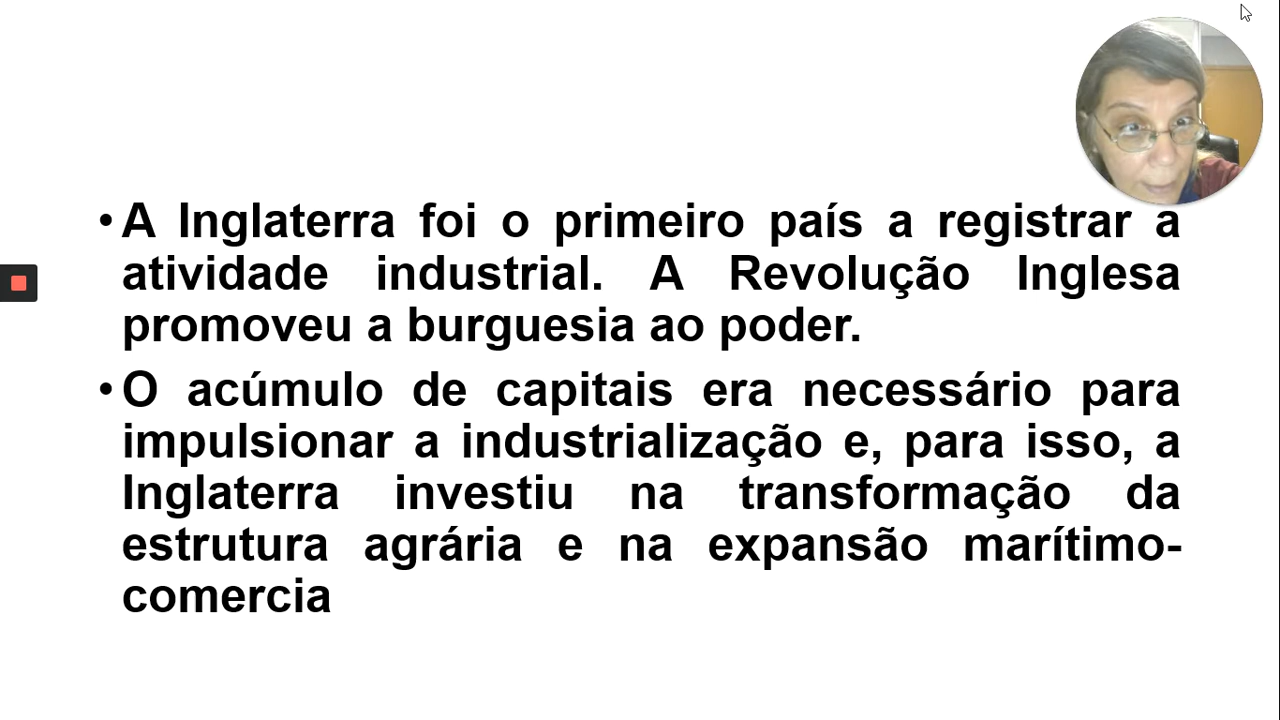 • A Inglaterra foi o primeiro país a registrar a
atividade industrial. A Revolução Inglesa
promoveu a burguesia ao poder.
• O acúmulo de capitais era necessário para
impulsionar a industrialização e, para isso, a
Inglaterra investiu na transformação da
estrutura agrária e na expansão marítimo-
comercia